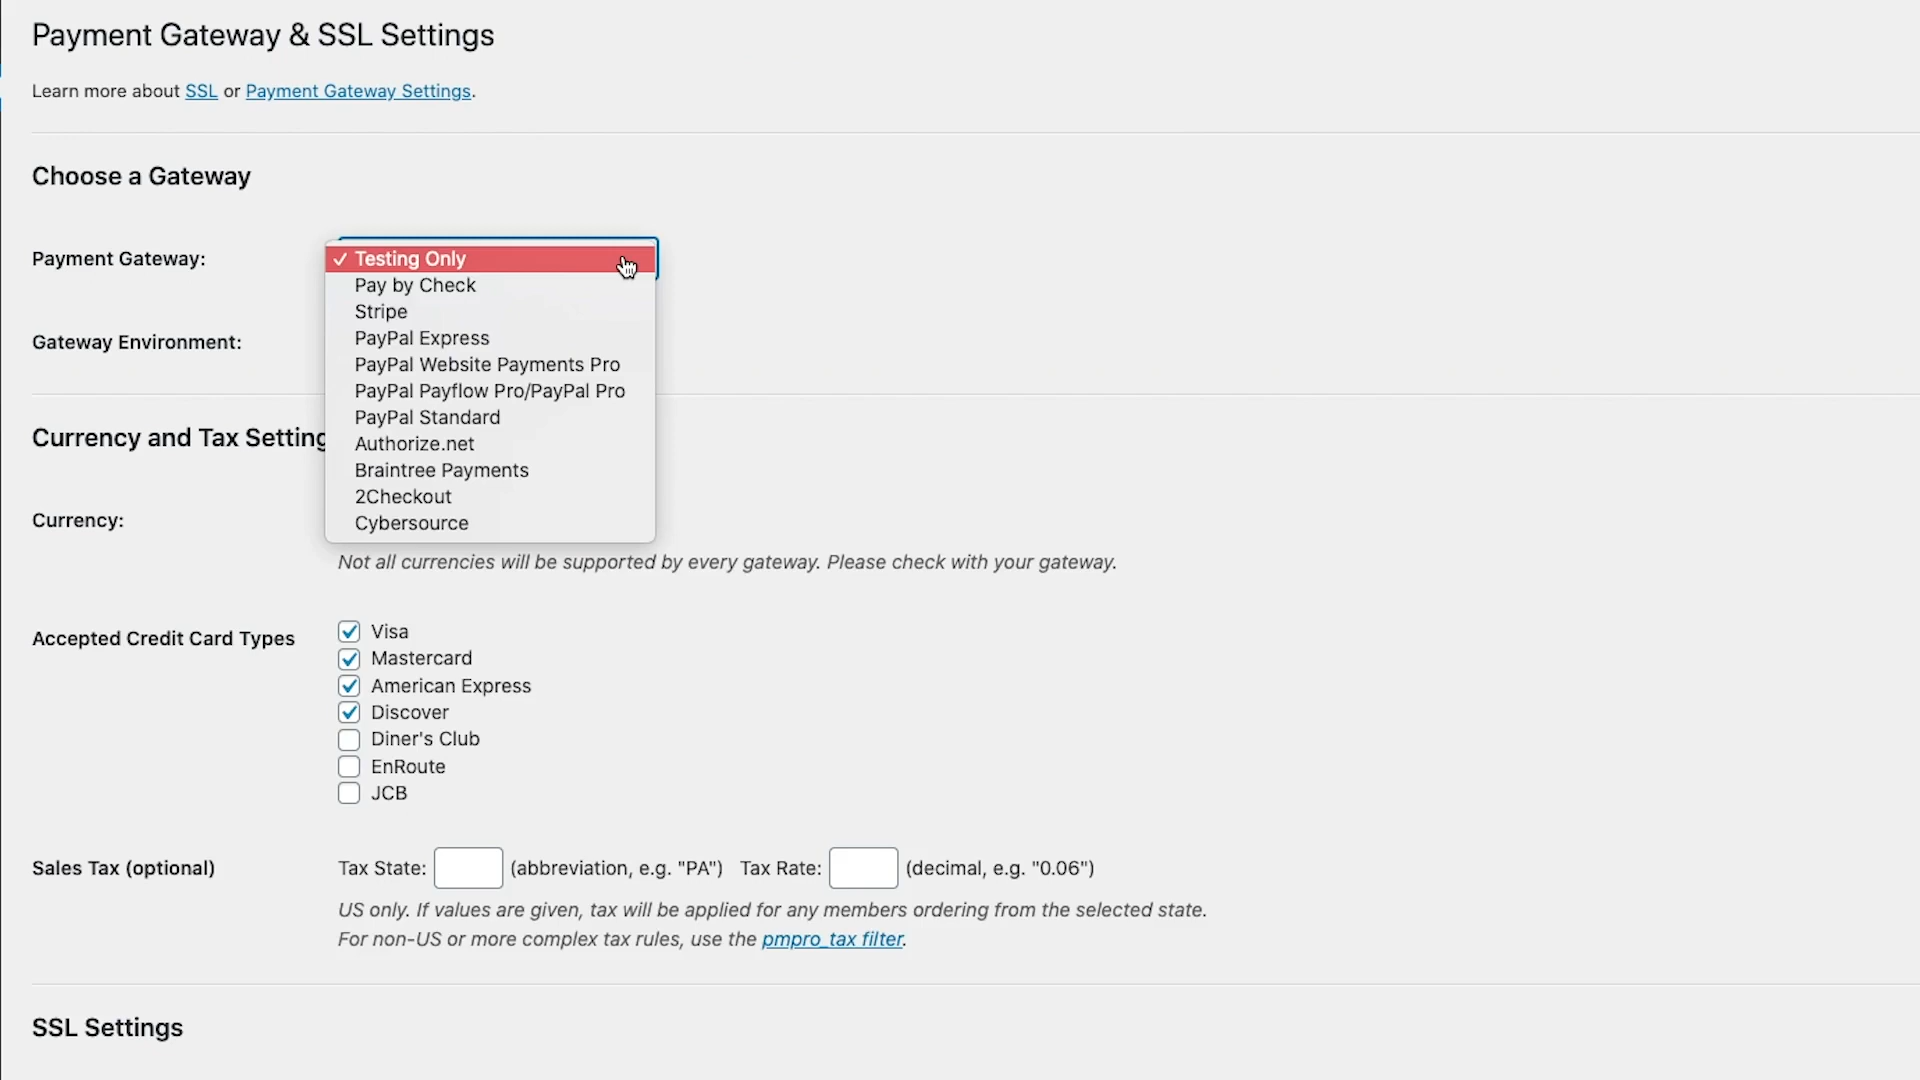 Payment Gateway & SSL Settings
Learn more about SSL or Payment Gateway Settings.
Choose a Gateway
Payment Gateway:
✓ Testing Only
Pay by Check
Stripe
PayPal Express
PayPal Website Payments Pro
PayPal Payflow Pro/PayPal Pro
PayPal Standard
Authorize.net
Braintree Payments
2Checkout
Cybersource
Gateway Environment:
Currency and Tax Setting
Currency:
Not all currencies will be supported by every gateway. Please check with your gateway.
Accepted Credit Card Types
Visa
Mastercard
American Express
Discover
Diner's Club
EnRoute
JCB
Sales Tax (optional)
Tax State: (abbreviation, e.g. "PA") Tax Rate: (decimal, e.g. "0.06")
US only. If values are given, tax will be applied for any members ordering from the selected state.
For non-US or more complex tax rules, use the pmpro_tax filter.
SSL Settings